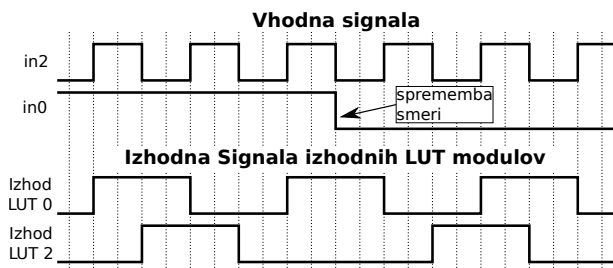 Vhodna signala
in2
in0
sprememba
smeri
Izhodna Signala izhodnih LUT modulov
Izhod
LUT 0
Izhod
LUT 2